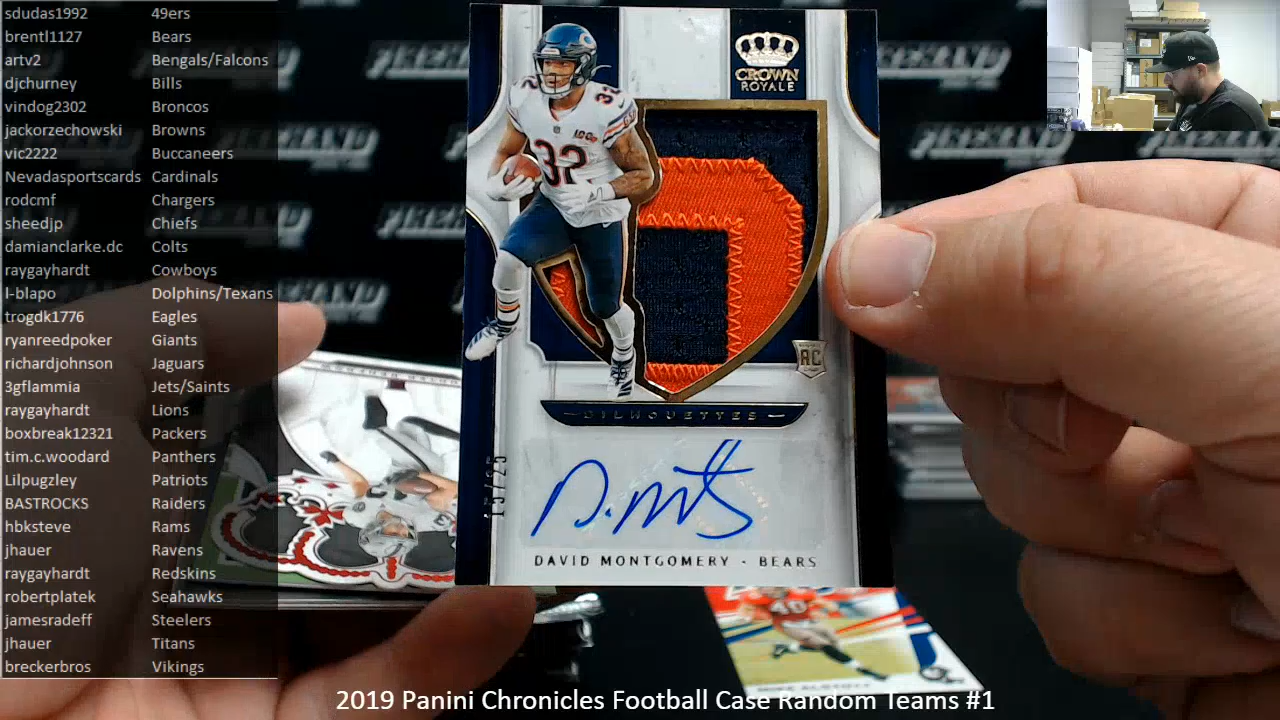 sdudas1992 49ers
brentl1127 Bears
artv2 Bengals/Falcons
djchurney Bills
vindog2302 Broncos
jackorzechowski Browns
vic2222 Buccaneers
Nevadasportscards Cardinals
rodcmf Chargers
sheedjp Chiefs
damianclarke.dc Colts
raygayhardt Cowboys
l-blapo Dolphins/Texans
trogdk1776 Eagles
ryanreedpoker Giants
richardjohnson Jaguars
3gflammia Jets/Saints
raygayhardt Lions
boxbreak12321 Packers
tim.c.woodard Panthers
Lilpugzley Patriots
BASTROCKS Raiders
hbksteve Rams
jhauer Ravens
raygayhardt Redskins
robertplatek Seahawks
jamesradeff Steelers
jhauer Titans
breckerbros Vikings
CROWN
ROYALE
32
32
RC
SILHOUETTES
15/25
D. Mont
DAVID MONTGOMERY · BEARS
40
2019 Panini Chronicles Football Case Random Teams #1